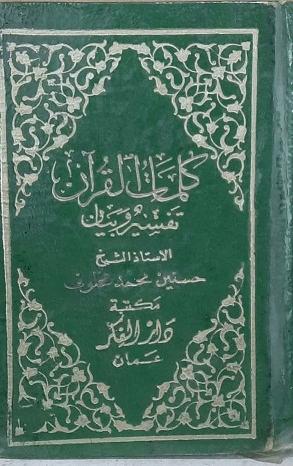 كلمات القرآن
تفسير وبيان
الاستاذ الشيخ
حسنين محمد مخلوف
مكتبة
دار الفكر
عمان